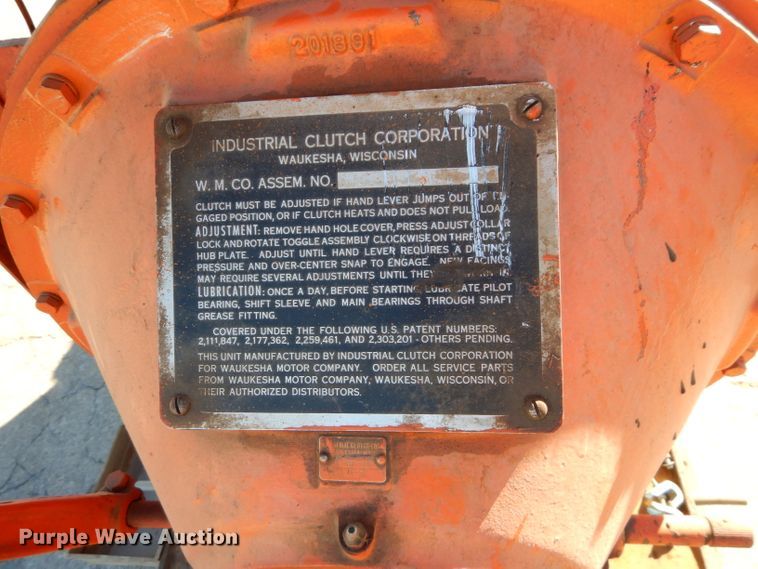 201881
INDUSTRIAL CLUTCH CORPORATION
WAUKESHA, WISCONSIN
W. M. CO. ASSEM. NO.
CLUTCH MUST BE ADJUSTED IF HAND LEVER JUMPS OUT OF
GAGED POSITION, OR IF CLUTCH HEATS AND DOES NOT PULL LOAD
ADJUSTMENT: REMOVE HAND HOLE COVER, PRESS ADJUST COLLAR
LOCK AND ROTATE TOGGLE ASSEMBLY CLOCKWISE ON THREADS OF
HUB PLATE. ADJUST UNTIL HAND LEVER REQUIRES A DISTINCT
PRESSURE AND OVER-CENTER SNAP TO ENGAGE. NEW FACINGS
MAY REQUIRE SEVERAL ADJUSTMENTS UNTIL THEY
LUBRICATION: ONCE A DAY, BEFORE STARTING, LUBRICATE PILOT
BEARING, SHIFT SLEEVE AND MAIN BEARINGS THROUGH SHAFT
GREASE FITTING.
COVERED UNDER THE FOLLOWING U.S. PATENT NUMBERS:
2,111,847, 2,177,362, 2,259,461, AND 2,303,201 - OTHERS PENDING.
THIS UNIT MANUFACTURED BY INDUSTRIAL CLUTCH CORPORATION
FOR WAUKESHA MOTOR COMPANY. ORDER ALL SERVICE PARTS
FROM WAUKESHA MOTOR COMPANY, WAUKESHA, WISCONSIN, OR
THEIR AUTHORIZED DISTRIBUTORS.
Purple Wave Auction